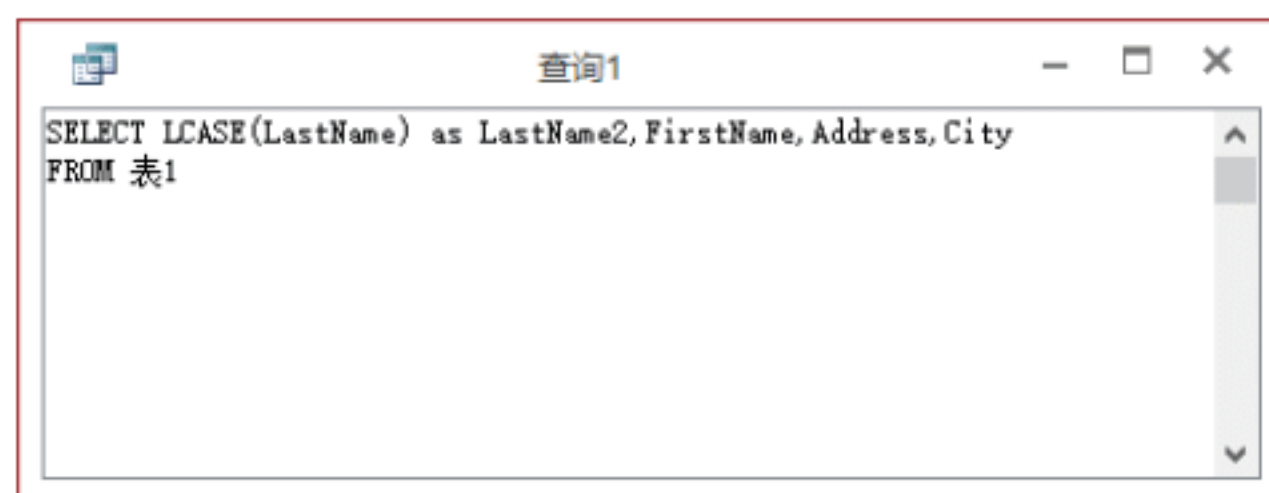 查询1
SELECT LCASE(LastName) as LastName2,FirstName,Address,City
FROM 表1